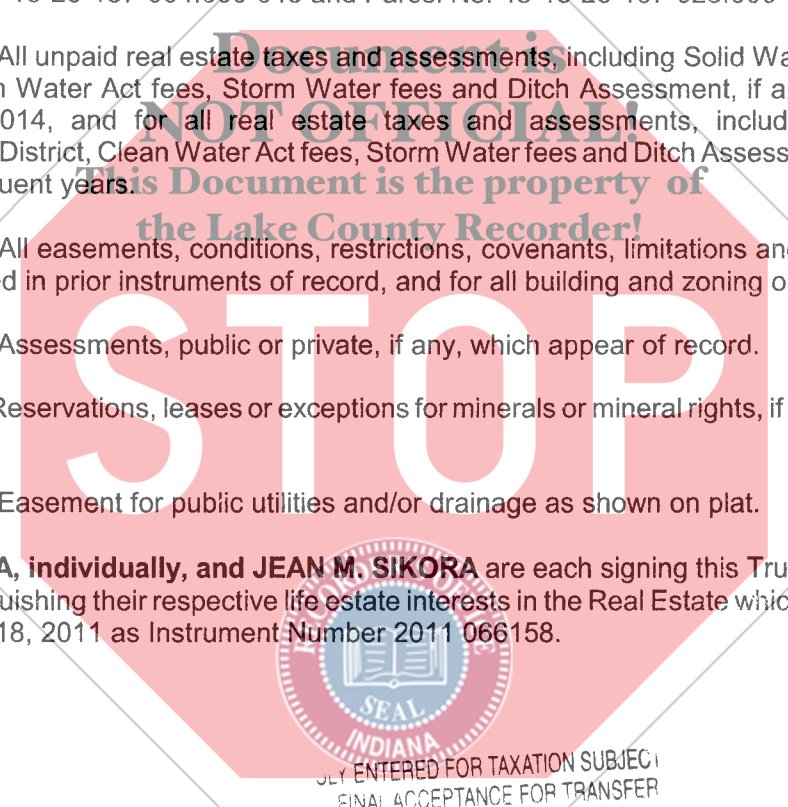 Document is
All unpaid real estate taxes and assessments, including Solid Wa
Water Act fees, Storm Water fees and Ditch Assessment, if a
NOT OFFICIAL!
014, and for all real estate taxes and assessments, includ
District, Clean Water Act fees, Storm Water fees and Ditch Assess
uent years.
This Document is the property of
the Lake County Recorder!
All easements, conditions, restrictions, covenants, limitations an
d in prior instruments of record, and for all building and zoning o
STOP
Assessments, public or private, if any, which appear of record.
Reservations, leases or exceptions for minerals or mineral rights, if
Easement for public utilities and/or drainage as shown on plat.
A, individually, and JEAN M. SIKORA are each signing this Tru
uishing their respective life estate interests in the Real Estate whic
18, 2011 as Instrument Number 2011 066158.
SEAL
INDIANA
ENTERED FOR TAXATION SUBJECT
FINAL ACCEPTANCE FOR TRANSFER